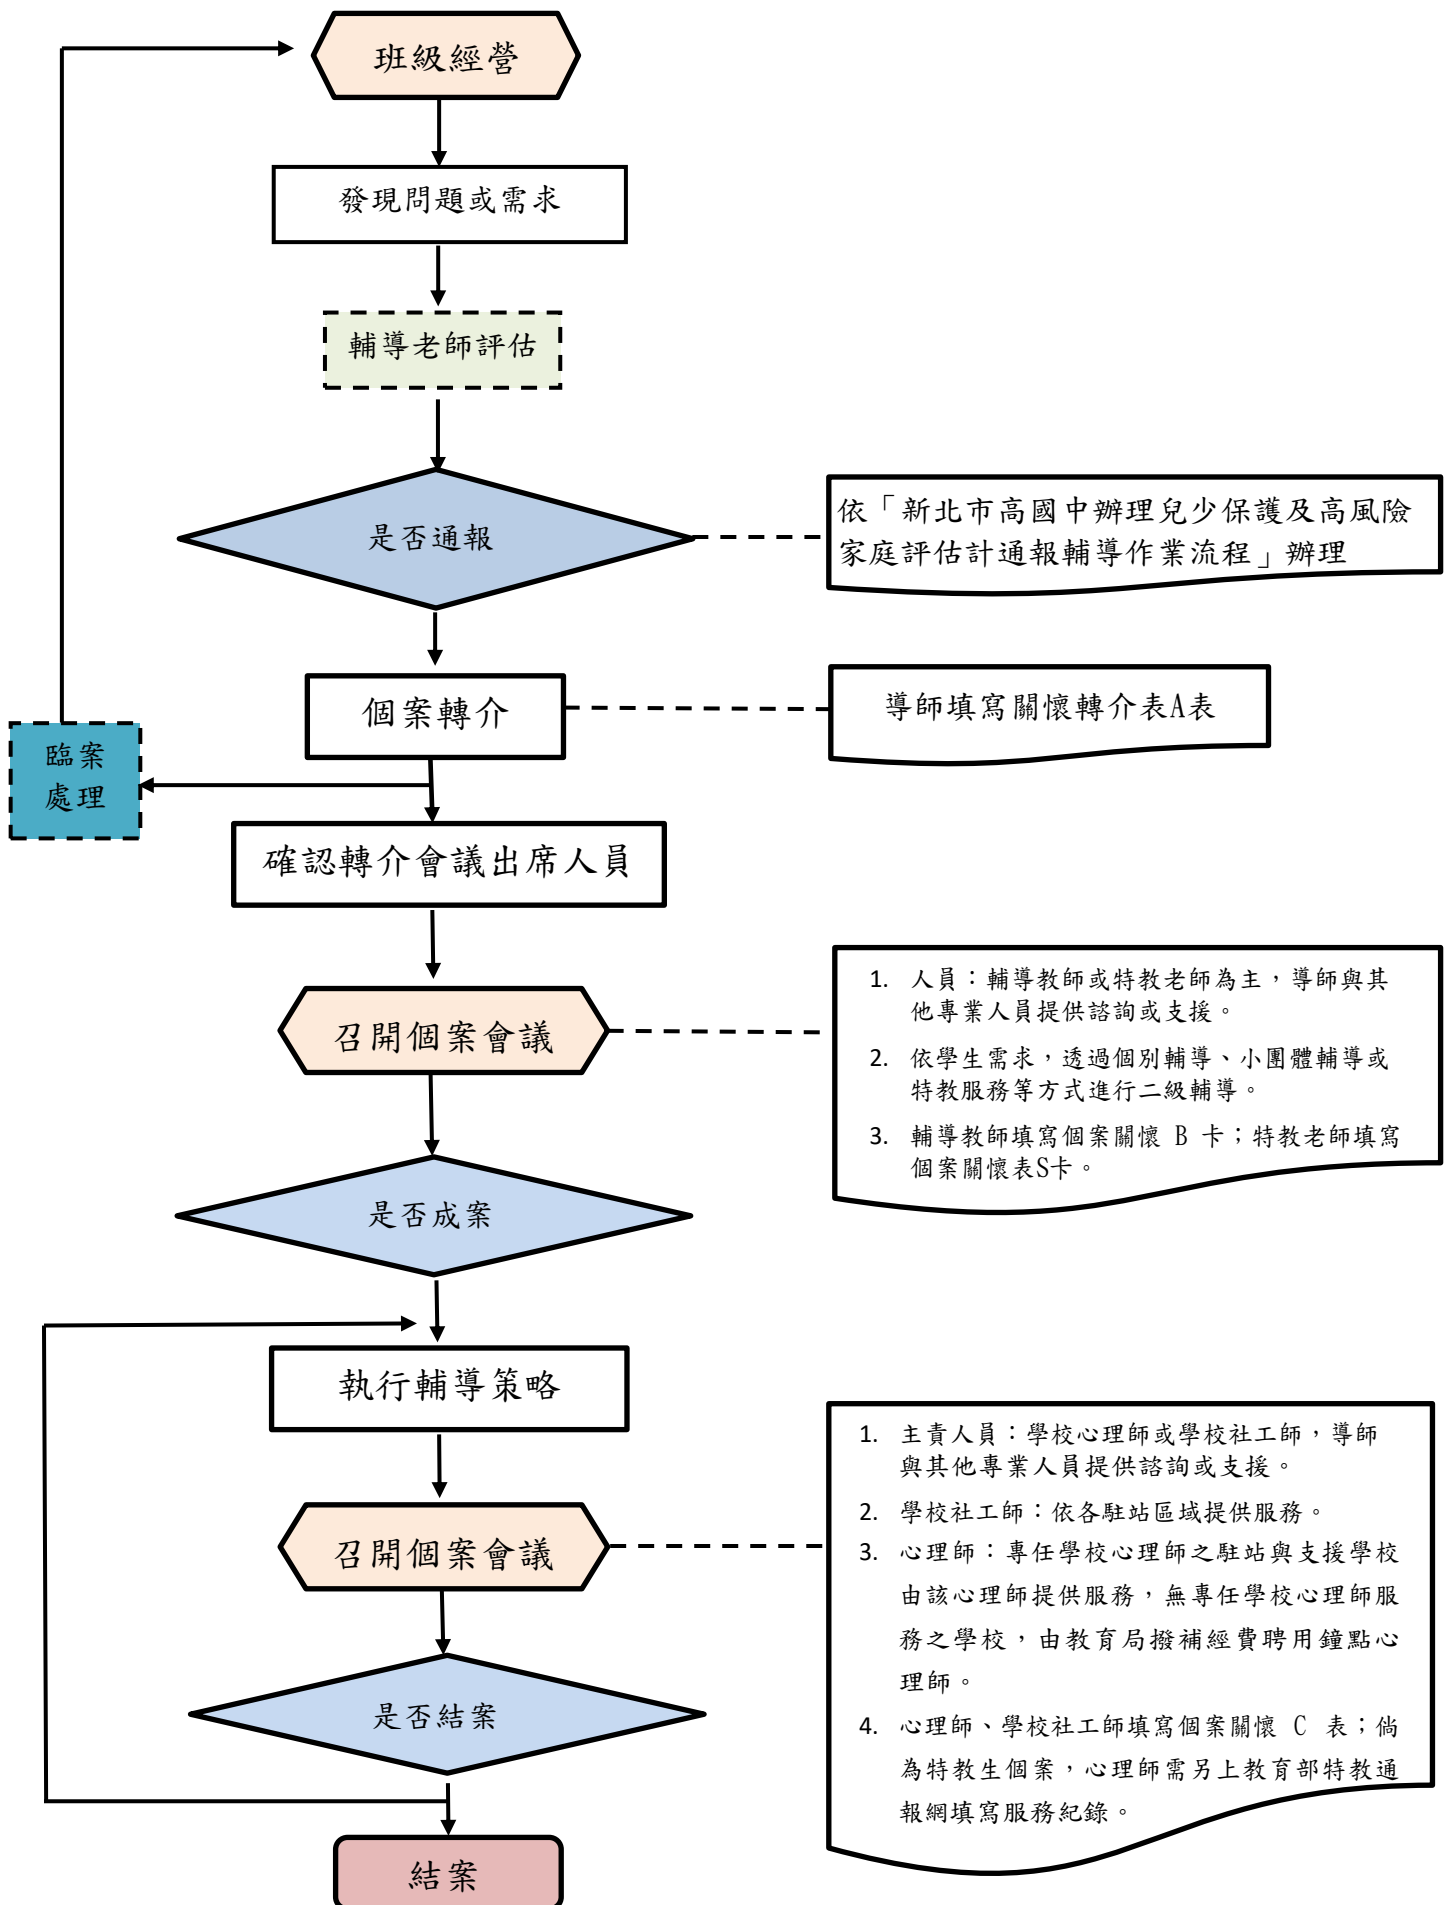 班級經營
發現問題或需求
輔導老師評估
是否通報
依「新北市高國中辦理兒少保護及高風險
家庭評估計通報輔導作業流程」辦理
個案轉介
導師填寫關懷轉介表A表
臨案
處理
確認轉介會議出席人員
召開個案會議
1. 人員：輔導教師或特教老師為主，導師與其
他專業人員提供諮詢或支援。
2. 依學生需求，透過個別輔導、小團體輔導或
特教服務等方式進行二級輔導。
3. 輔導教師填寫個案關懷 B 卡；特教老師填寫
個案關懷表S卡。
是否成案
執行輔導策略
召開個案會議
1. 主責人員：學校心理師或學校社工師，導師
與其他專業人員提供諮詢或支援。
2. 學校社工師：依各駐站區域提供服務。
3. 心理師：專任學校心理師之駐站與支援學校
由該心理師提供服務，無專任學校心理師服
務之學校，由教育局撥補經費聘用鐘點心
理師。
4. 心理師、學校社工師填寫個案關懷 C 表；倘
為特教生個案，心理師需另上教育部特教通
報網填寫服務紀錄。
是否結案
結案